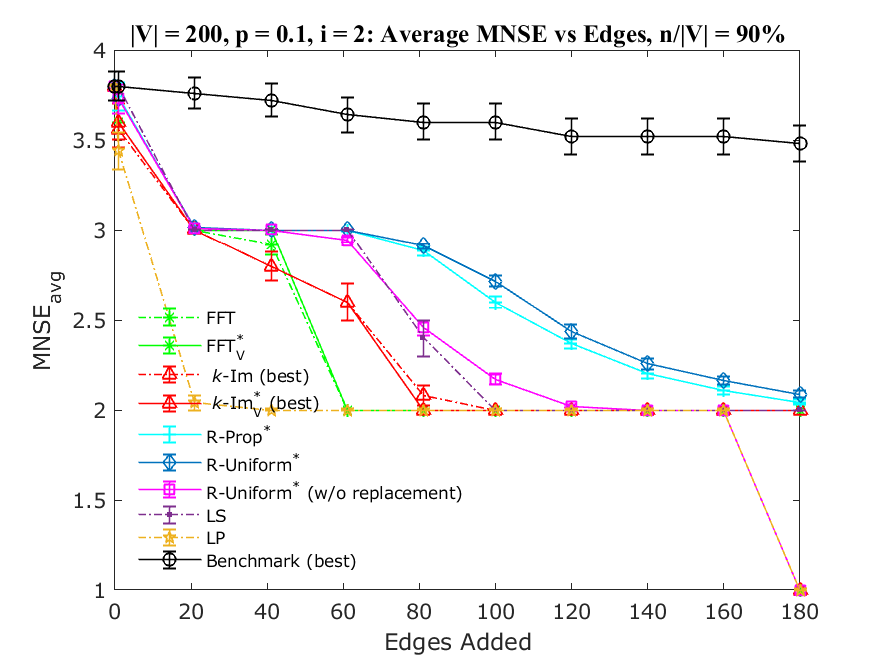 |V| = 200, p = 0.1, i = 2: Average MNSE vs Edges, n/|V| = 90%
4
3.5
3
2.5
2
1.5
1
MNSE_avg
FFT
FFT*_V
k-Im (best)
k-Im*_V (best)
R-Prop*
R-Uniform*
R-Uniform* (w/o replacement)
LS
LP
Benchmark (best)
0 20 40 60 80 100 120 140 160 180
Edges Added